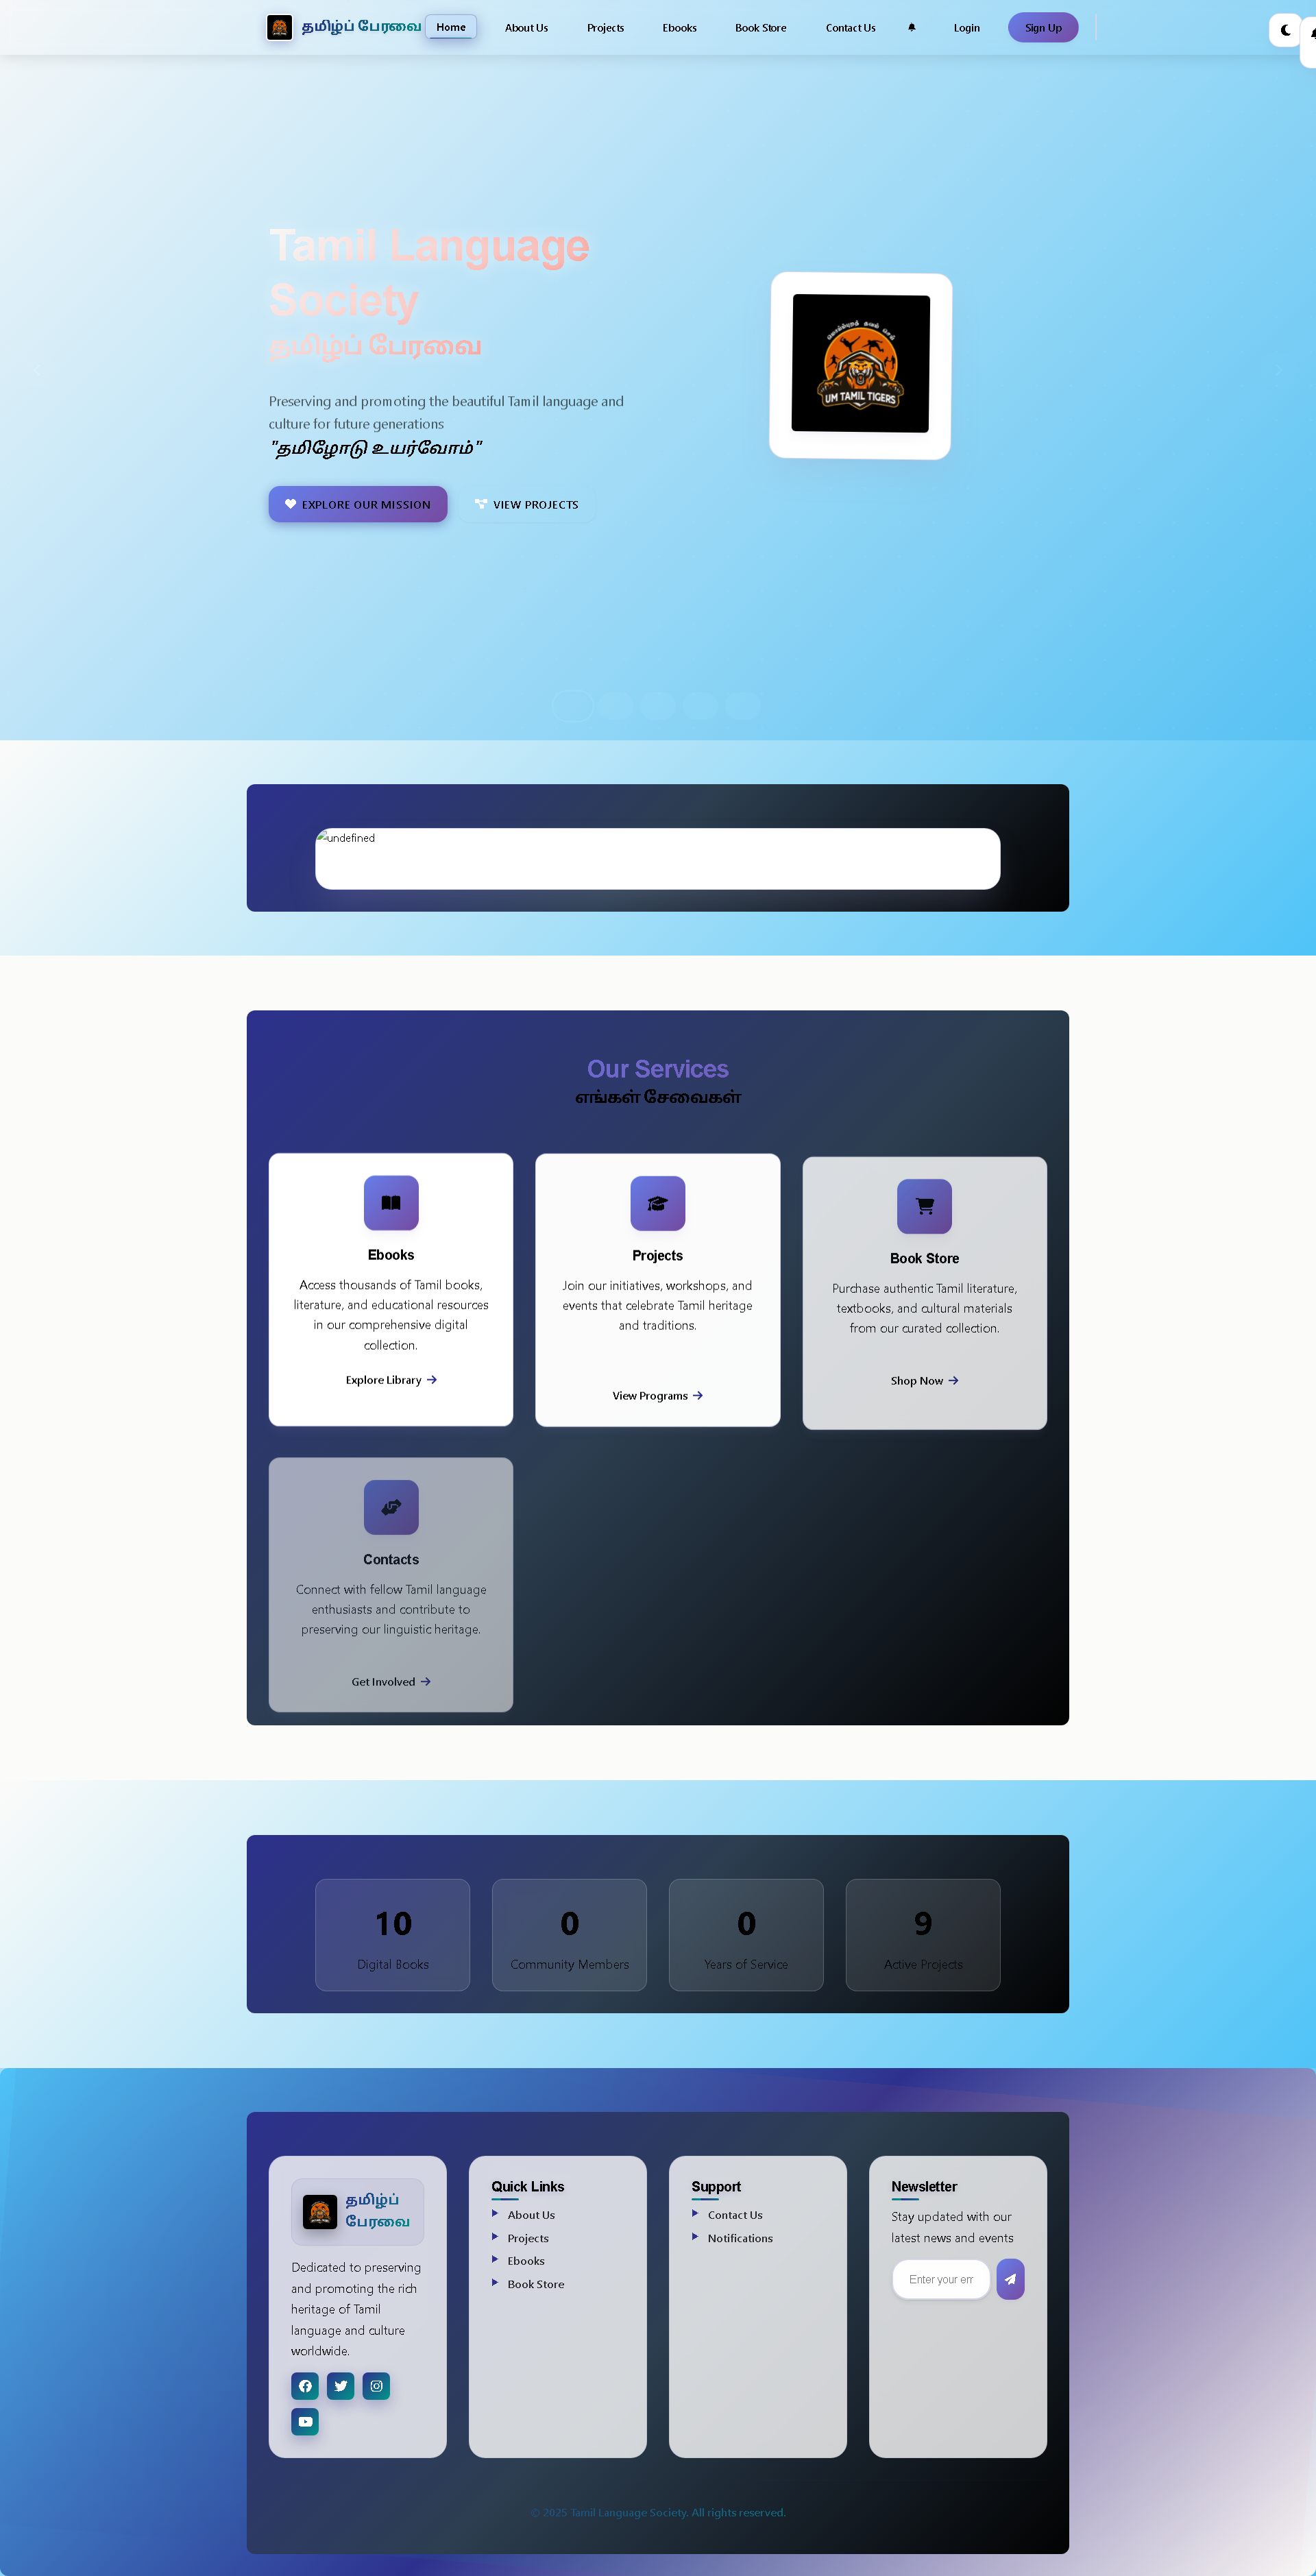 தமிழ்ப் பேரவை
Home
About Us
Projects
Ebooks
Book Store
Contact Us
Login
Sign Up
Tamil Language
Society
தமிழ்ப் பேரவை
Preserving and promoting the beautiful Tamil language and
culture for future generations
"தமிழோடு உயர்வோம்"
UM TAMIL TIGERS
EXPLORE OUR MISSION
VIEW PROJECTS
undefined
Our Services
எங்கள் சேவைகள்
Ebooks
Access thousands of Tamil books,
literature, and educational resources
in our comprehensive digital
collection.
Explore Library
Projects
Join our initiatives, workshops, and
events that celebrate Tamil heritage
and traditions.
View Programs
Book Store
Purchase authentic Tamil literature,
textbooks, and cultural materials
from our curated collection.
Shop Now
Contacts
Connect with fellow Tamil language
enthusiasts and contribute to
preserving our linguistic heritage.
Get Involved
10
Digital Books
0
Community Members
0
Years of Service
9
Active Projects
தமிழ்ப்
பேரவை
Dedicated to preserving
and promoting the rich
heritage of Tamil
language and culture
worldwide.
Quick Links
About Us
Projects
Ebooks
Book Store
Support
Contact Us
Notifications
Newsletter
Stay updated with our
latest news and events
Enter your em
© 2025 Tamil Language Society. All rights reserved.